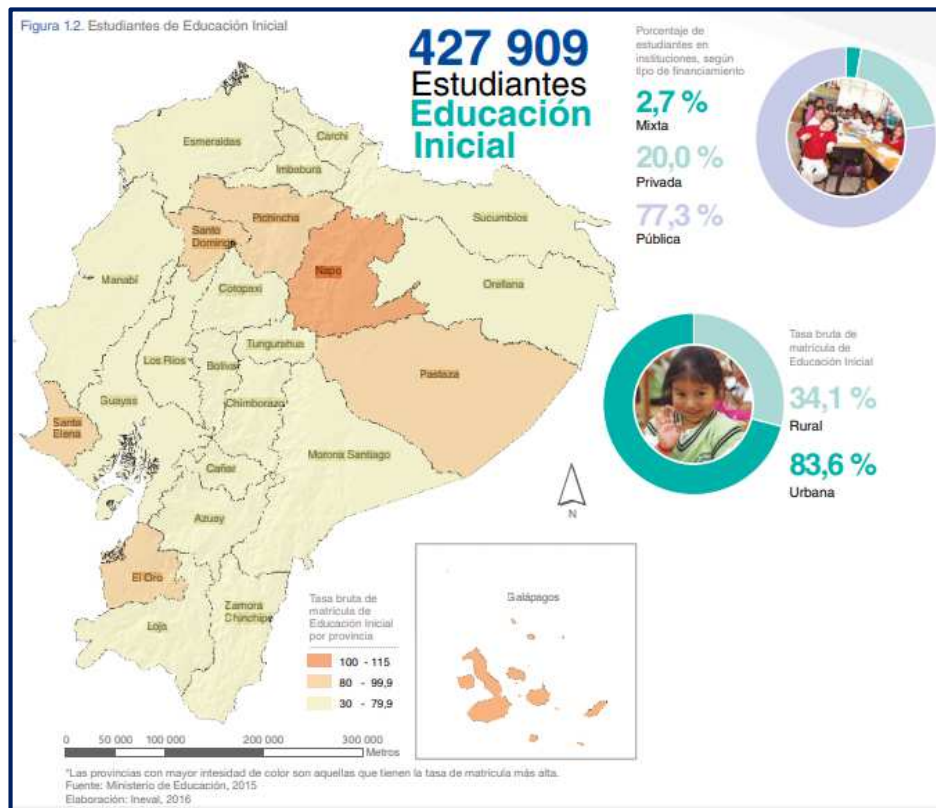 Figura 1.2. Estudiantes de Educación Inicial
427 909
Estudiantes
Educación
Inicial
Porcentaje de
estudiantes en
instituciones, según
tipo de financiamiento
2,7 %
Mixta
20,0 %
Privada
77,3 %
Pública
Esmeraldas
Carchi
Imbabura
Pichincha
Santo
Domingo
Sucumbíos
Napo
Orellana
Manabí
Cotopaxi
Tungurahua
Los Ríos
Bolívar
Pastaza
Guayas
Chimborazo
Santa
Elena
Morona Santiago
Cañar
Azuay
El Oro
Loja
Zamora
Chinchipe
Tasa bruta de
matrícula de
Educación Inicial
34,1 %
Rural
83,6 %
Urbana
N
Galápagos
Tasa bruta de
matrícula de
Educación Inicial
por provincia
100 - 115
80 - 99,9
30 - 79,9
0 50 000 100 000 200 000 300 000
Metros
*Las provincias con mayor intesidad de color son aquellas que tienen la tasa de matrícula más alta.
Fuente: Ministerio de Educación, 2015
Elaboración: Ineval, 2016